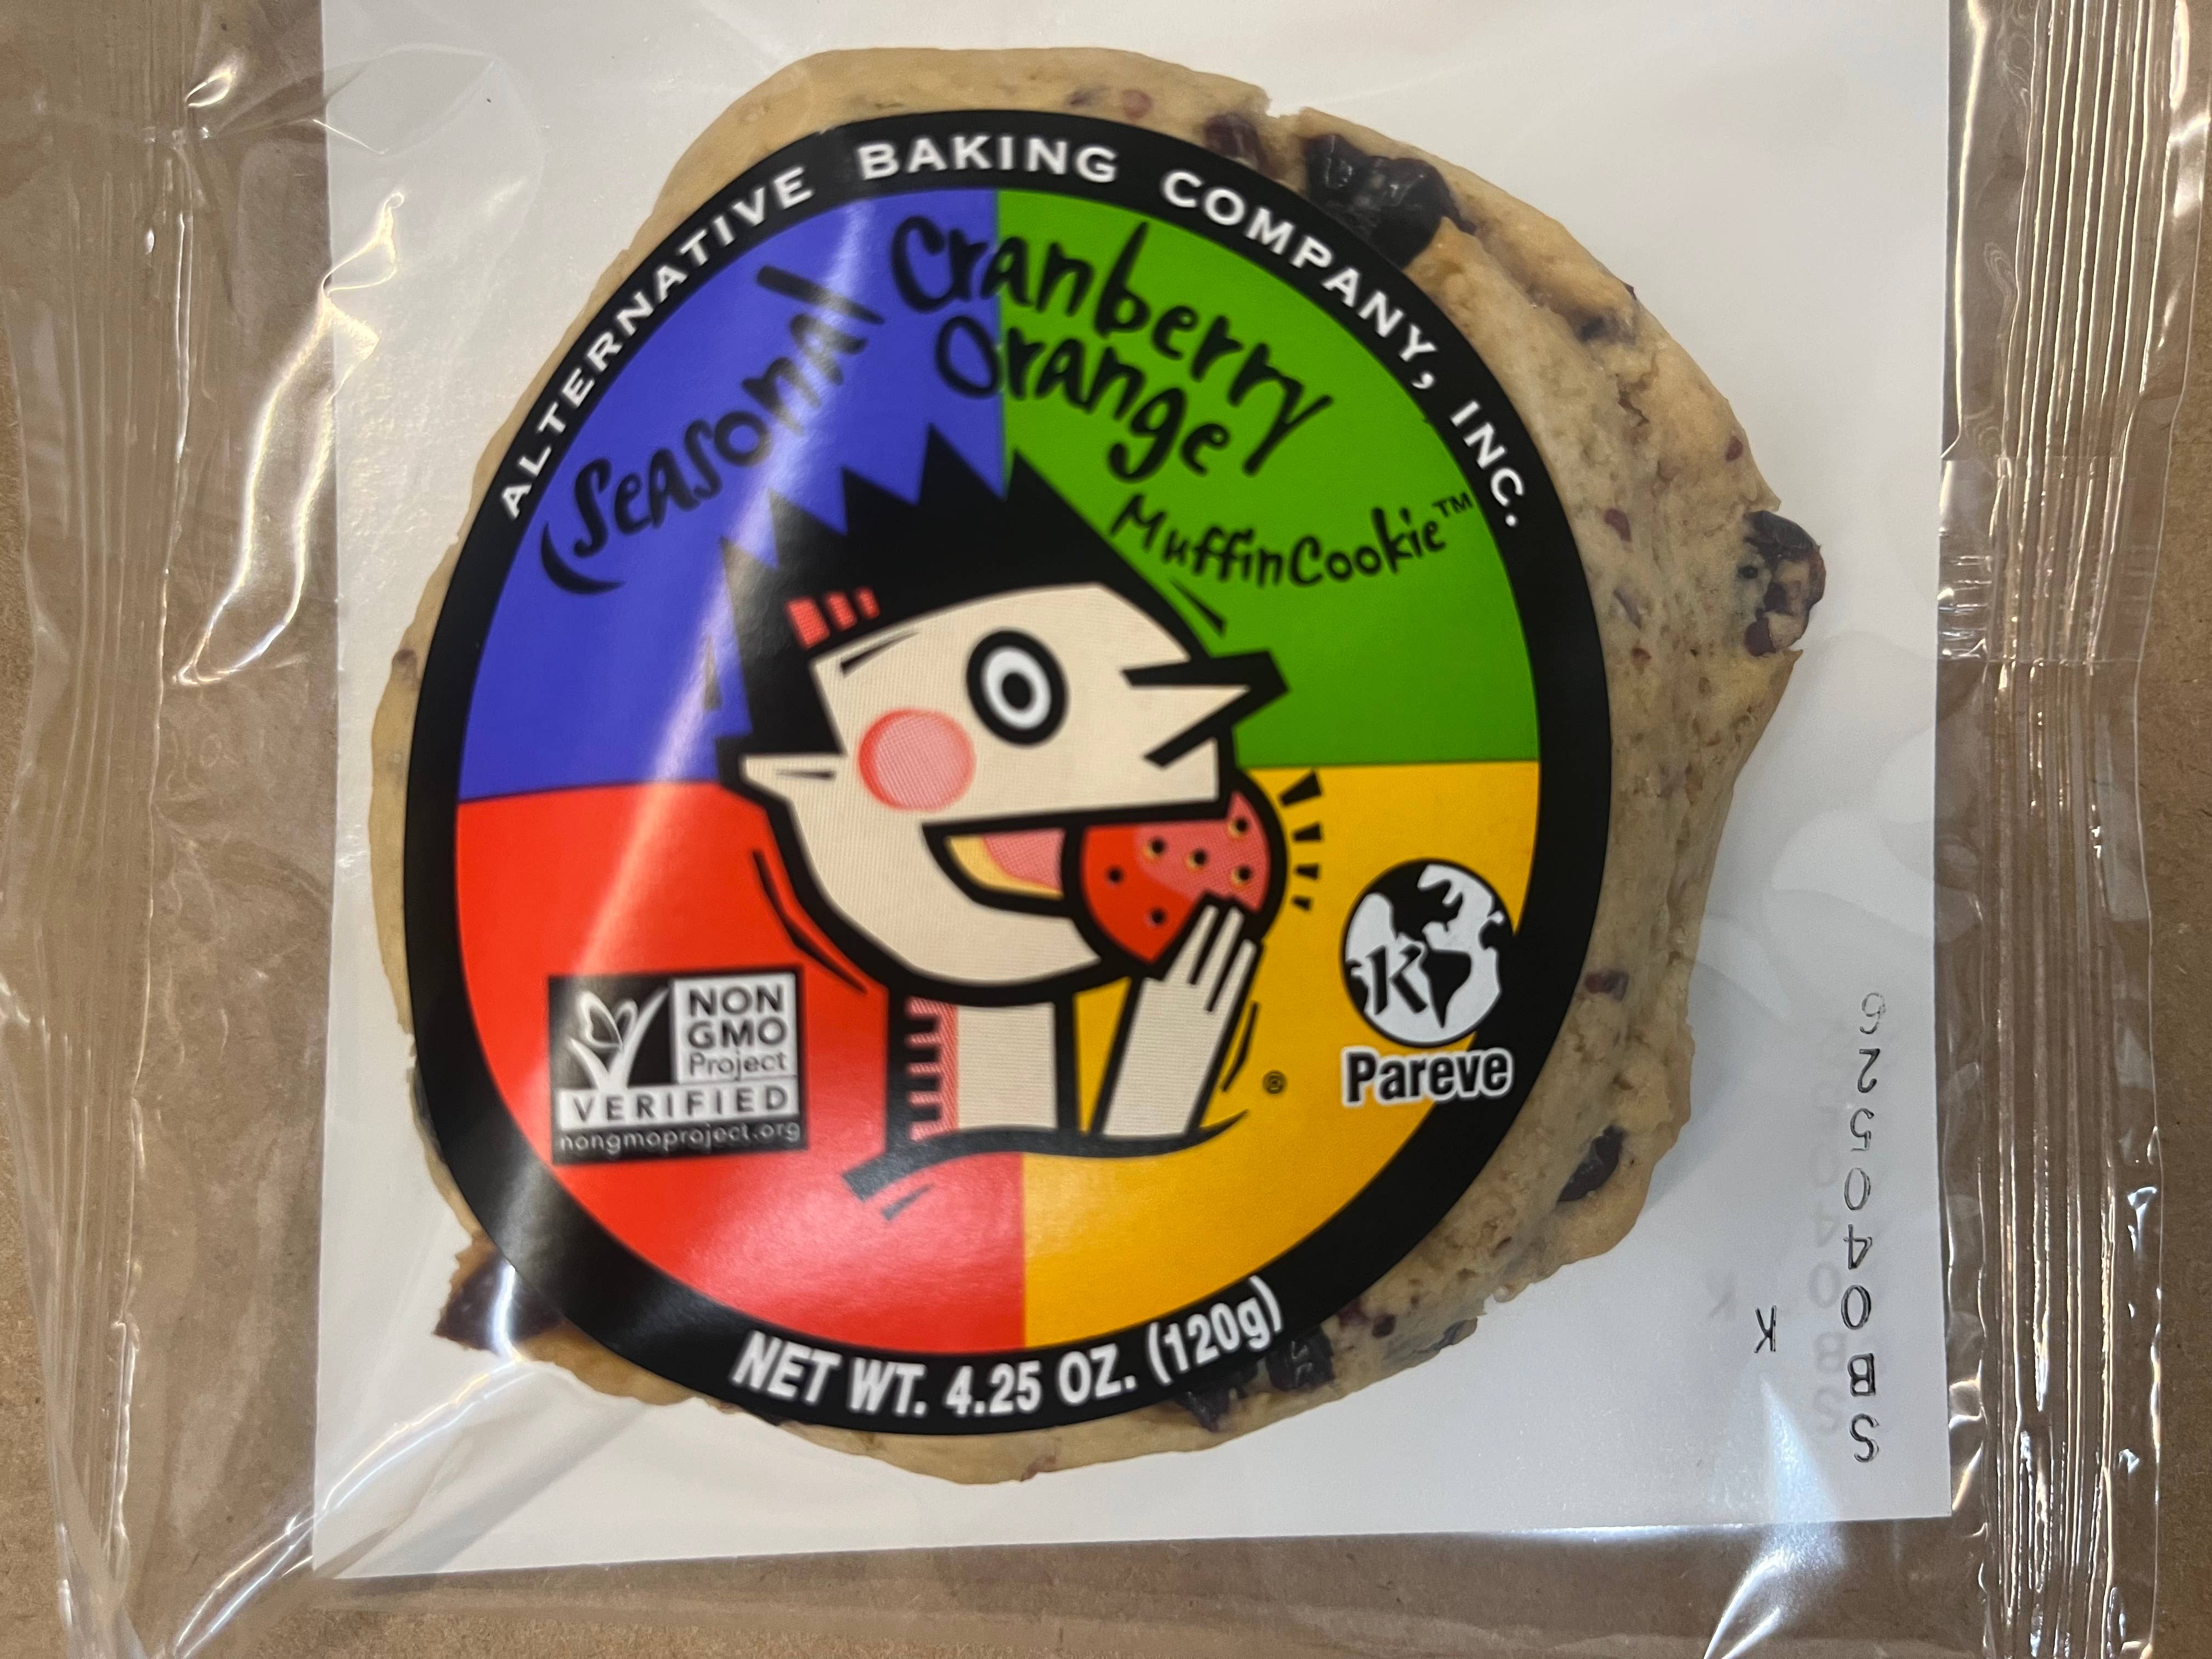 ALTERNATIVE BAKING COMPANY, INC.
(Seasonal
Cranberry
Orange
MuffinCookie™
NON
GMO
Project
VERIFIED
nongmoproject.org
K
Pareve
®
NET WT. 4.25 OZ. (120g)
SB040526
K